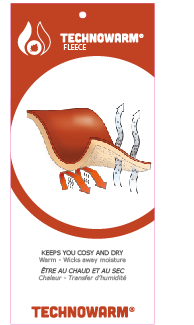 TECHNOWARM®
FLEECE
KEEPS YOU COSY AND DRY
Warm - Wicks away moisture
ÊTRE AU CHAUD ET AU SEC
Chaleur - Transfert d'humidité
TECHNOWARM®